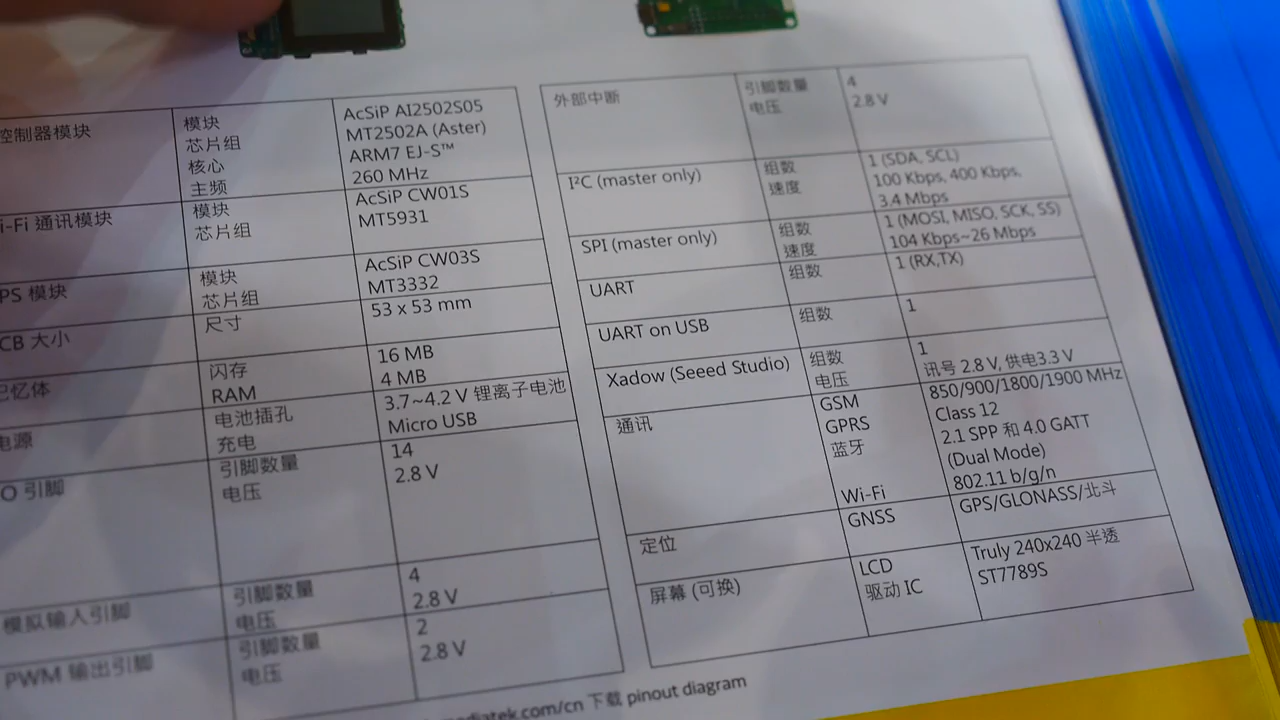 控制器模块 模块 AcSiP AI2502S05
芯片组 MT2502A (Aster)
核心 ARM7 EJ-S™
主频 260 MHz
i-Fi 通讯模块 模块 AcSiP CW01S
芯片组 MT5931
PS 模块 模块 AcSiP CW03S
芯片组 MT3332
CB 大小 尺寸 53 x 53 mm
记忆体 闪存 16 MB
RAM 4 MB
电源 电池插孔 3.7~4.2 V 锂离子电池
充电 Micro USB
O 引脚 引脚数量 14
电压 2.8 V
模拟输入引脚 引脚数量 4
电压 2.8 V
PWM 输出引脚 引脚数量 2
电压 2.8 V
外部中断 引脚数量 4
电压 2.8 V
I²C (master only) 组数 1 (SDA, SCL)
速度 100 Kbps, 400 Kbps,
3.4 Mbps
SPI (master only) 组数 1 (MOSI, MISO, SCK, SS)
速度 104 Kbps~26 Mbps
UART 组数 1 (RX,TX)
UART on USB 组数 1
Xadow (Seeed Studio) 组数 1
电压 讯号 2.8 V, 供电3.3 V
通讯 GSM 850/900/1800/1900 MHz
GPRS Class 12
蓝牙 2.1 SPP 和 4.0 GATT
(Dual Mode)
Wi-Fi 802.11 b/g/n
定位 GNSS GPS/GLONASS/北斗
屏幕 (可换) LCD Truly 240x240 半透
驱动 IC ST7789S
mediatek.com/cn 下载 pinout diagram